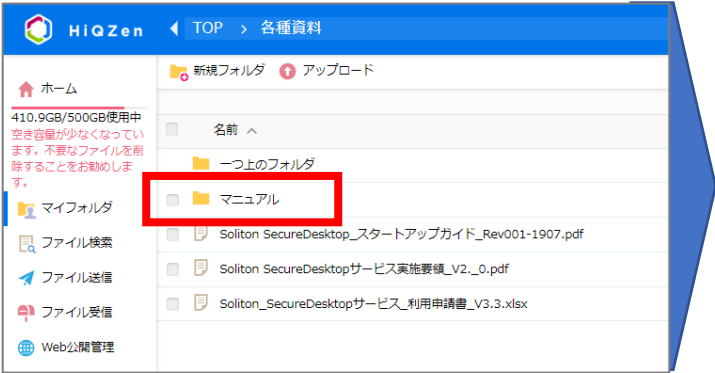 HiQZen
TOP > 各種資料
新規フォルダ アップロード
ホーム
410.9GB/500GB使用中
空き容量が少なくなってい
ます。不要なファイルを削
除することをお勧めしま
す。
マイフォルダ
ファイル検索
ファイル送信
ファイル受信
Web公開管理
名前
一つ上のフォルダ
マニュアル
Soliton SecureDesktop_スタートアップガイド_Rev001-1907.pdf
Soliton SecureDesktopサービス実施要領_V2._0.pdf
Soliton_SecureDesktopサービス_利用申請書_V3.3.xlsx